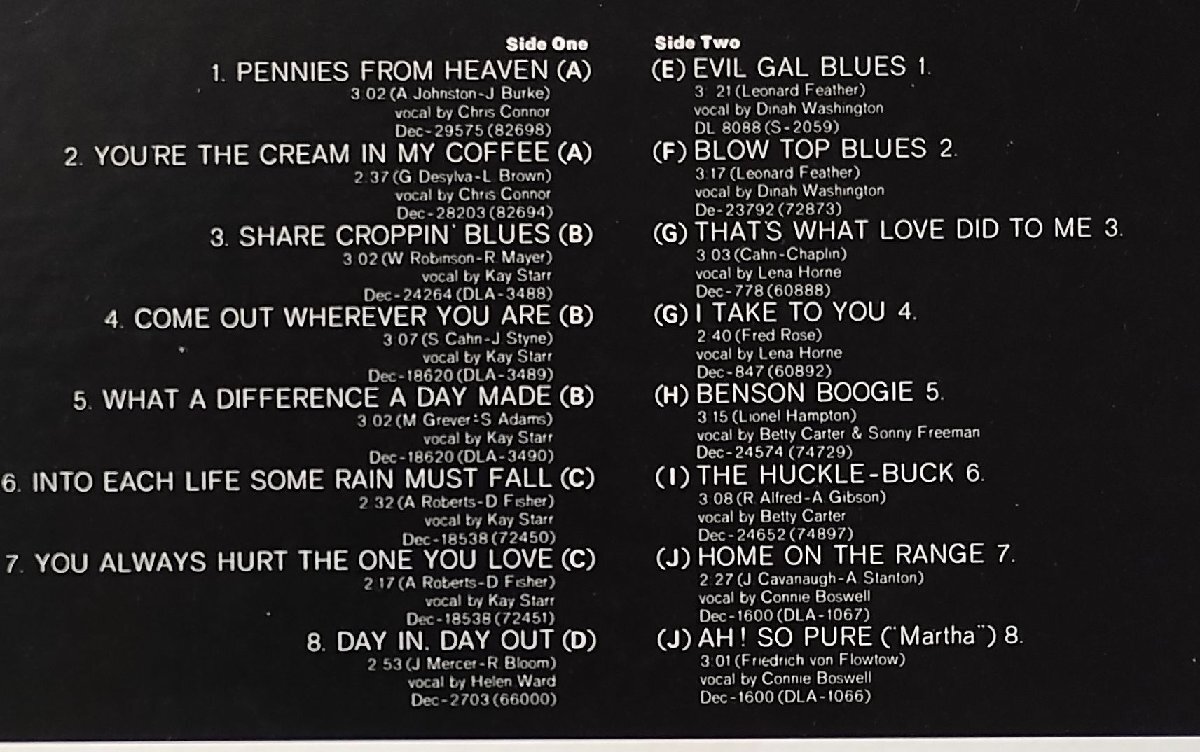 Side One
1. PENNIES FROM HEAVEN (A)
3 02 (A Johnston-J Burke)
vocal by Chris Connor
Dec-29575 (82698)
2. YOU'RE THE CREAM IN MY COFFEE (A)
2 37 (G Desylva-L Brown)
vocal by Chris Connor
Dec-28203 (82694)
3. SHARE CROPPIN' BLUES (B)
3 02 (W Robinson-R Mayer)
vocal by Kay Starr
Dec-24264 (DLA-3488)
4. COME OUT WHEREVER YOU ARE (B)
3 07 (S Cahn-J Styne)
vocal by Kay Starr
Dec-18620 (DLA-3489)
5. WHAT A DIFFERENCE A DAY MADE (B)
3 02 (M Grever-S Adams)
vocal by Kay Starr
Dec-18620 (DLA-3490)
6. INTO EACH LIFE SOME RAIN MUST FALL (C)
2 32 (A Roberts-D Fisher)
vocal by Kay Starr
Dec-18538 (72450)
7. YOU ALWAYS HURT THE ONE YOU LOVE (C)
2 17 (A Roberts-D Fisher)
vocal by Kay Starr
Dec-18538 (72451)
8. DAY IN. DAY OUT (D)
2 53 (J Mercer-R Bloom)
vocal by Helen Ward
Dec-2703 (66000)
Side Two
(E) EVIL GAL BLUES 1.
3 21 (Leonard Feather)
vocal by Dinah Washington
DL 8088 (S-2059)
(F) BLOW TOP BLUES 2.
3 17 (Leonard Feather)
vocal by Dinah Washington
De-23792 (72873)
(G) THAT'S WHAT LOVE DID TO ME 3.
3 03 (Cahn-Chaplin)
vocal by Lena Horne
Dec-778 (60888)
(G) I TAKE TO YOU 4.
2 40 (Fred Rose)
vocal by Lena Horne
Dec-847 (60892)
(H) BENSON BOOGIE 5.
3 15 (Lionel Hampton)
vocal by Betty Carter & Sonny Freeman
Dec-24574 (74729)
(I) THE HUCKLE-BUCK 6.
3 08 (R Alfred-A Gibson)
vocal by Betty Carter
Dec-24652 (74897)
(J) HOME ON THE RANGE 7.
2 27 (J Cavanaugh-A Stanton)
vocal by Connie Boswell
Dec-1600 (DLA-1067)
(J) AH! SO PURE ("Martha") 8.
3 01 (Friedrich von Flowtow)
vocal by Connie Boswell
Dec-1600 (DLA-1066)